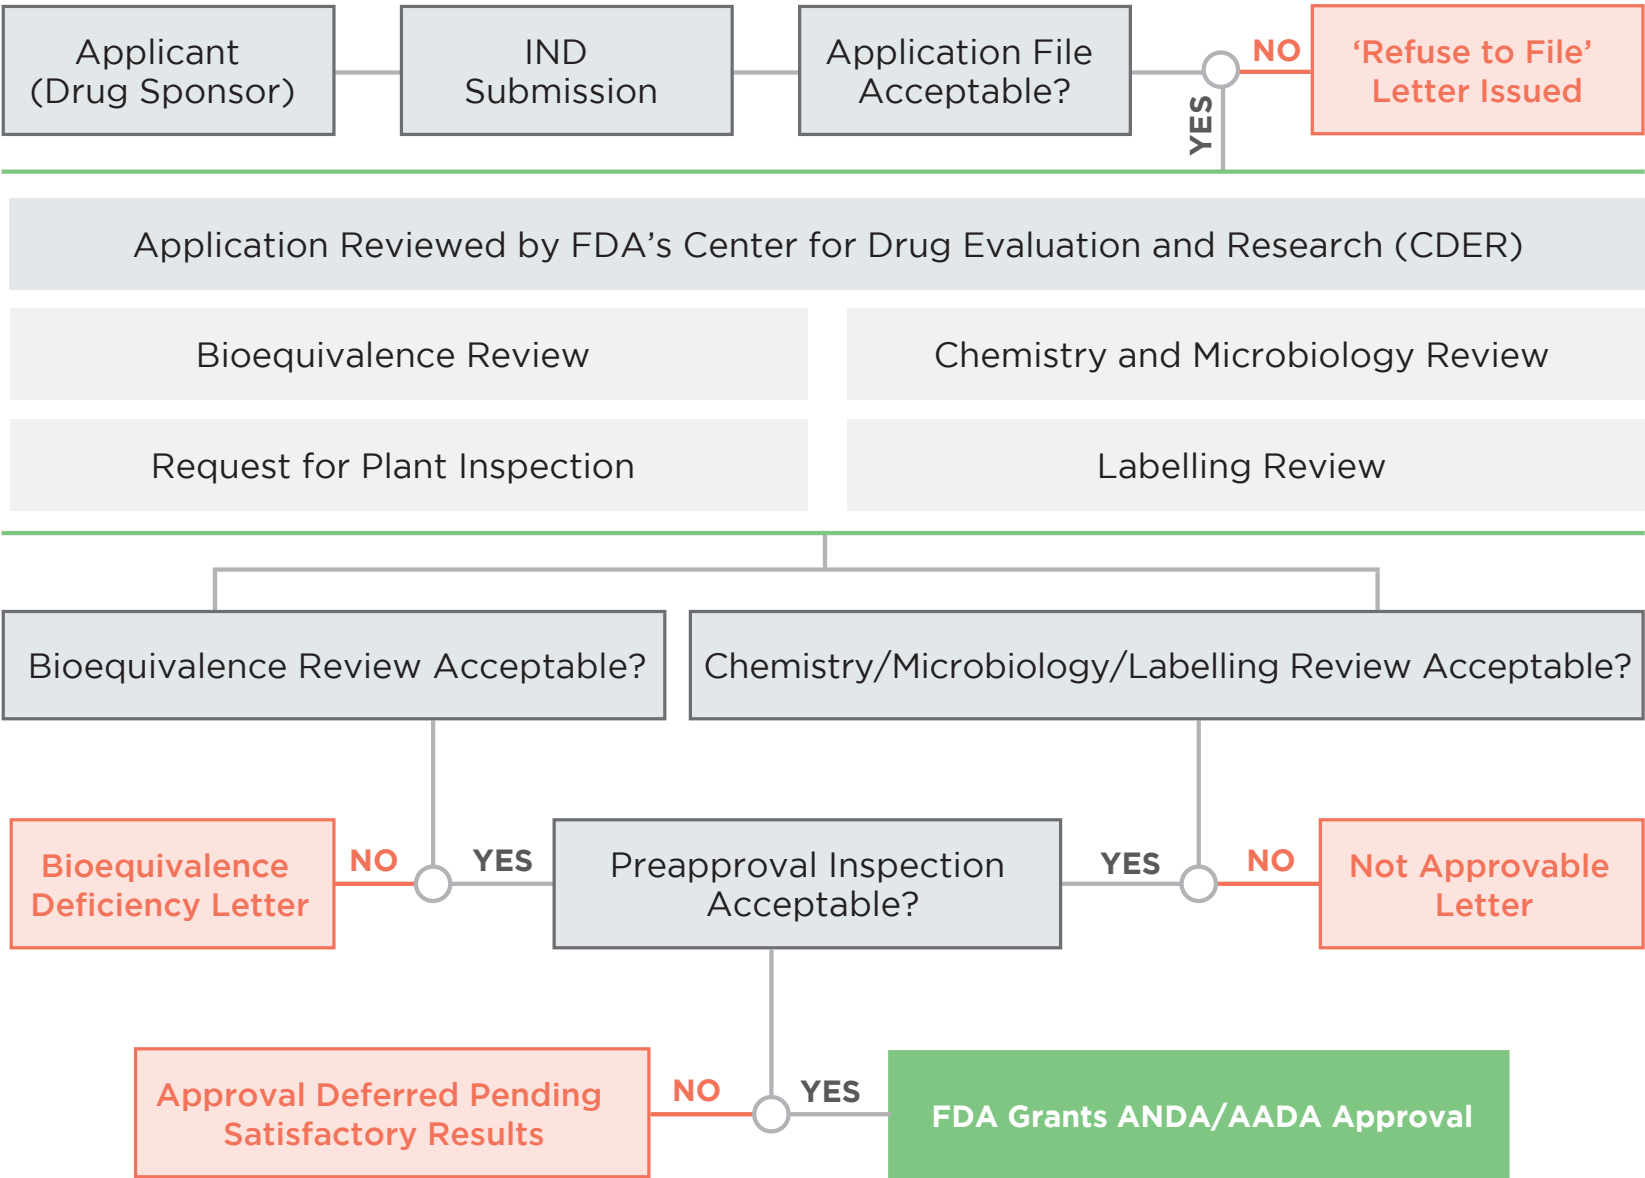 Applicant
(Drug Sponsor)
IND
Submission
Application File
Acceptable?
NO
‘Refuse to File’
Letter Issued
YES
Application Reviewed by FDA’s Center for Drug Evaluation and Research (CDER)
Bioequivalence Review
Chemistry and Microbiology Review
Request for Plant Inspection
Labelling Review
Bioequivalence Review Acceptable?
Chemistry/Microbiology/Labelling Review Acceptable?
Bioequivalence
Deficiency Letter
NO
YES
Preapproval Inspection
Acceptable?
YES
NO
Not Approvable
Letter
Approval Deferred Pending
Satisfactory Results
NO
YES
FDA Grants ANDA/AADA Approval